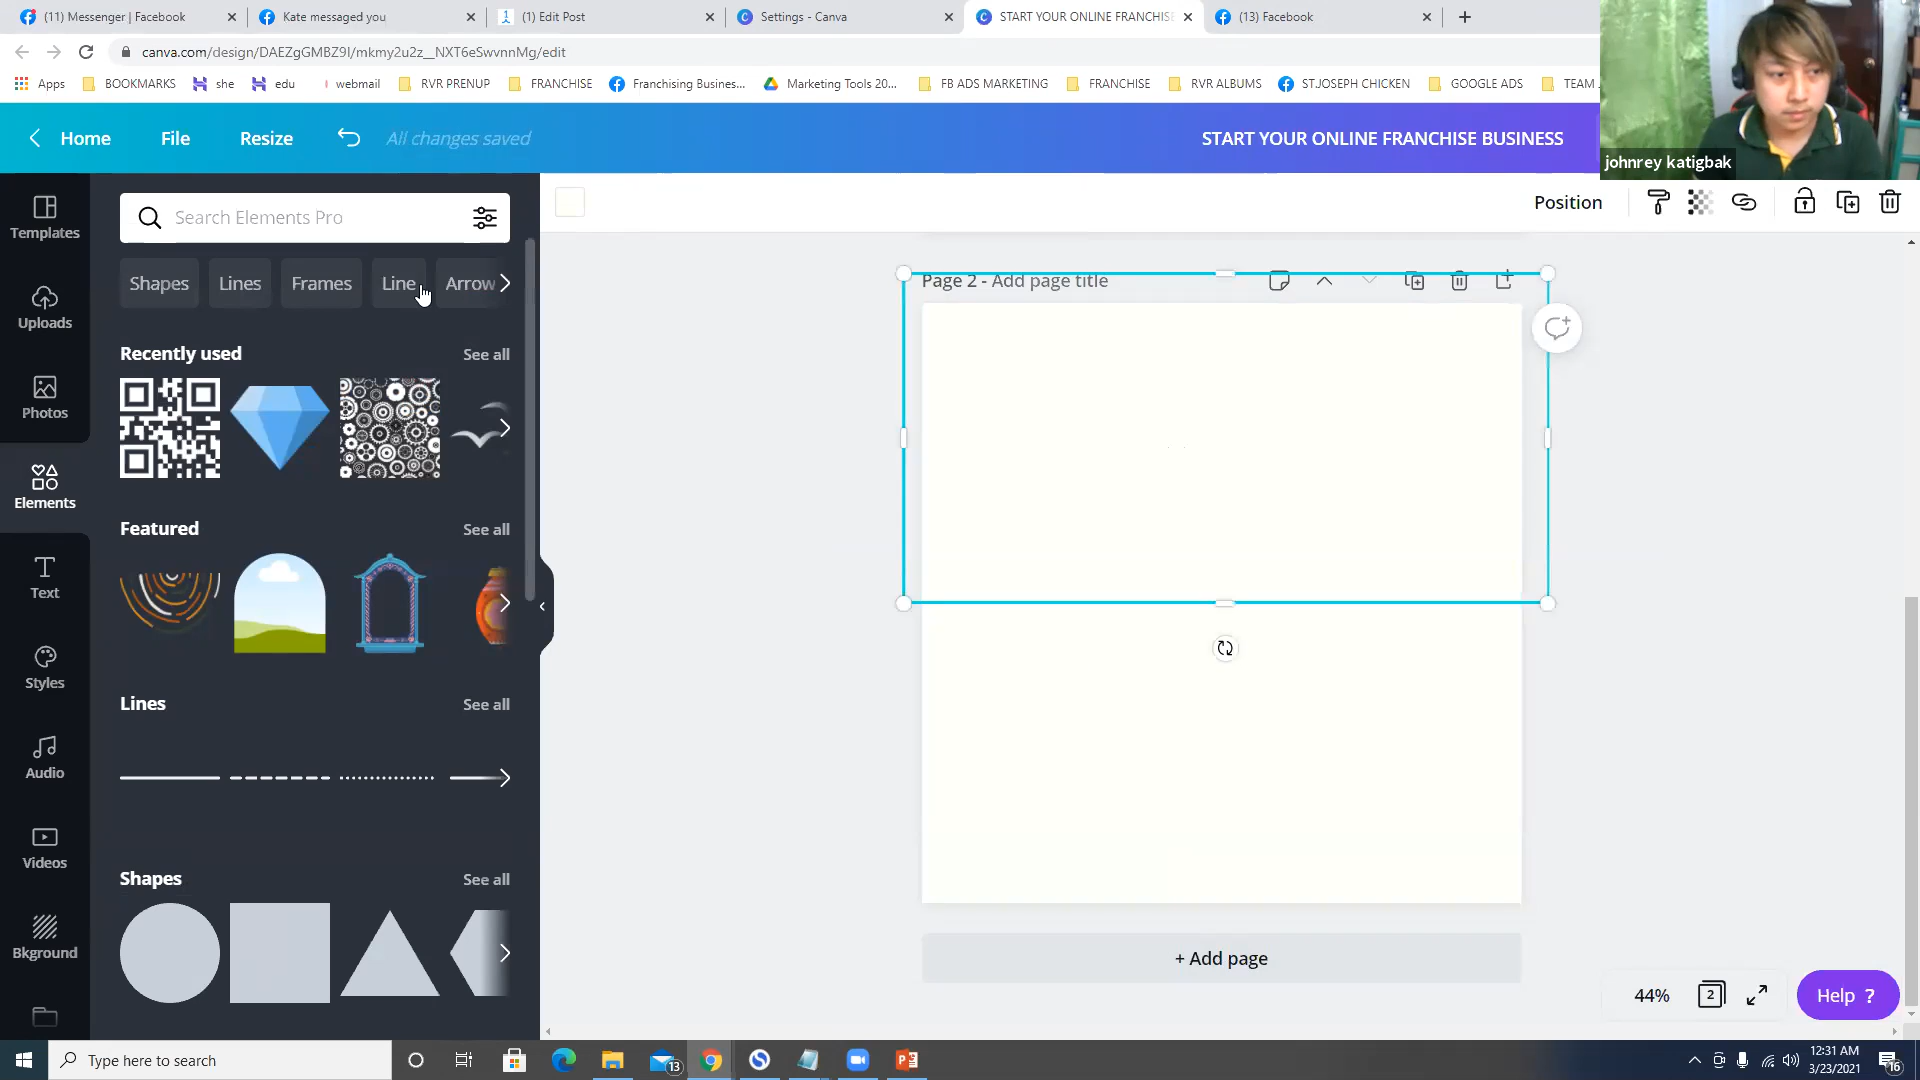 (11) Messenger | Facebook
Kate messaged you
(1) Edit Post
Settings - Canva
START YOUR ONLINE FRANCHISE
(13) Facebook
canva.com/design/DAEZgGMBZ9I/mkmy2u2z__NXT6eSwvnnMg/edit
Apps
BOOKMARKS
she
edu
webmail
RVR PRENUP
FRANCHISE
Franchising Busines...
Marketing Tools 20...
FB ADS MARKETING
FRANCHISE
RVR ALBUMS
ST.JOSEPH CHICKEN
GOOGLE ADS
TEAM
Home
File
Resize
All changes saved
START YOUR ONLINE FRANCHISE BUSINESS
johnrey katigbak
Templates
Uploads
Photos
Elements
Text
Styles
Audio
Videos
Bkground
Search Elements Pro
Shapes
Lines
Frames
Line
Arrow
Recently used
See all
Featured
See all
Lines
See all
Shapes
See all
Position
Page 2 - Add page title
+ Add page
44%
2
Help ?
Type here to search
13
12:31 AM
3/23/2021
16